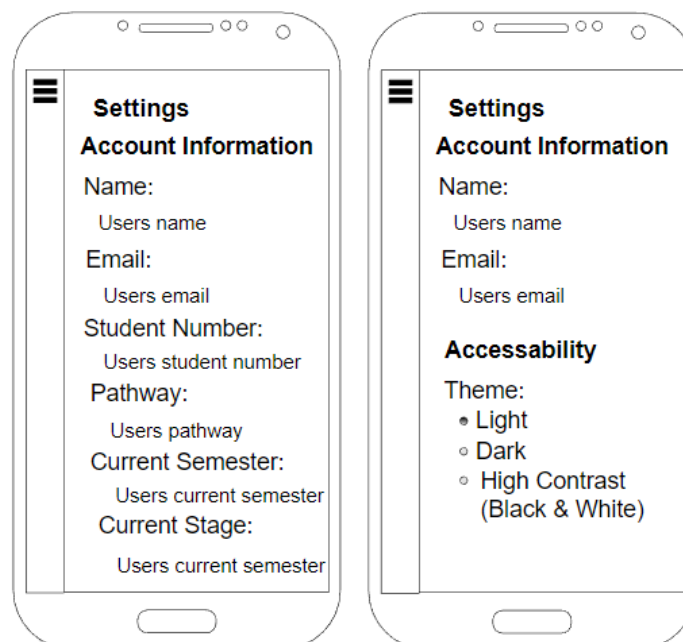 Settings
Account Information
Name:
Users name
Email:
Users email
Student Number:
Users student number
Pathway:
Users pathway
Current Semester:
Users current semester
Current Stage:
Users current semester
Settings
Account Information
Name:
Users name
Email:
Users email
Accessability
Theme:
Light
Dark
High Contrast
(Black & White)